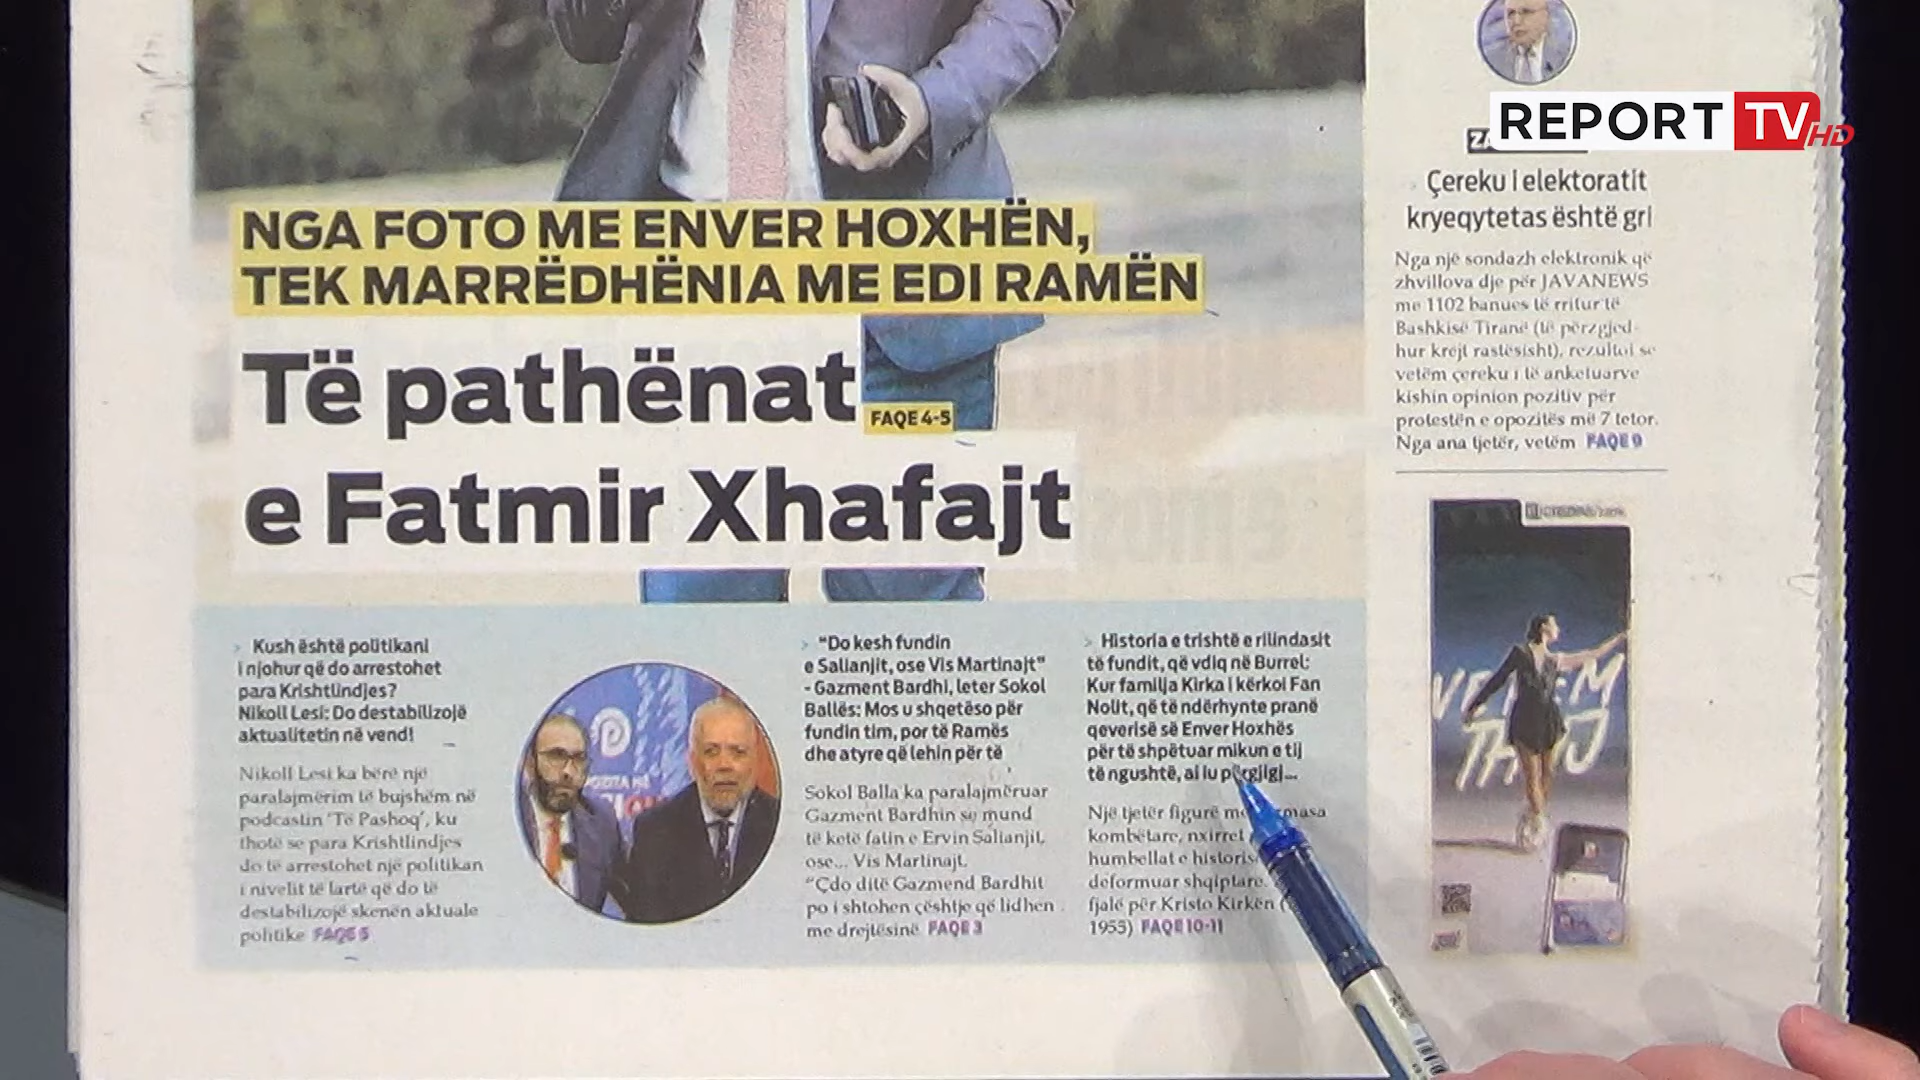 REPORT TV HD
NGA FOTO ME ENVER HOXHËN,
TEK MARRËDHËNIA ME EDI RAMËN
Të pathënat
FAQE 4-5
e Fatmir Xhafajt
Kush është politikani
i njohur që do arrestohet
para Krishtlindjes?
Nikoll Lesi: Do destabilizojë
aktualitetin në vend!
Nikoll Lesi ka bërë një
paralajmërim të bujshëm në
podcastin 'Të Pashoq', ku
thotë se para Krishtlindjes
do të arrestohet një politikan
i nivelit të lartë që do të
destabilizojë skenën aktuale
politike FAQE 5
"Do kesh fundin
e Salianjit, ose Vis Martinajt"
- Gazment Bardhi, leter Sokol
Ballës: Mos u shqetëso për
fundin tim, por të Ramës
dhe atyre që lehin për të
Sokol Balla ka paralajmëruar
Gazment Bardhin se mund
të ketë fatin e Ervin Salianjit,
ose... Vis Martinajt.
"Çdo ditë Gazmend Bardhit
po i shtohen çështje që lidhen
me drejtësinë FAQE 3
Historia e trishtë e rilindasit
të fundit, që vdiq në Burrel:
Kur familja Kirka i kërkoi Fan
Nolit, që të ndërhynte pranë
qeverisë së Enver Hoxhës
për të shpëtuar mikun e tij
të ngushtë, ai iu përgjigj...
Një tjetër figurë me masa
kombëtare, nxirret
humbellat e historisë
deformuar shqiptare.
fjalë për Kristo Kirkën (
1955) FAQE 10-11
Çereku i elektoratit
kryeqytetas është gri
Nga një sondazh elektronik që
zhvillova dje për JAVANEWS
me 1102 banues të rritur të
Bashkisë Tiranë (të përzgjed-
hur krejt rastësisht), rezultoi se
vetëm çereku i të anketuarve
kishin opinion pozitiv për
protestën e opozitës më 7 tetor.
Nga ana tjetër, vetëm FAQE 9